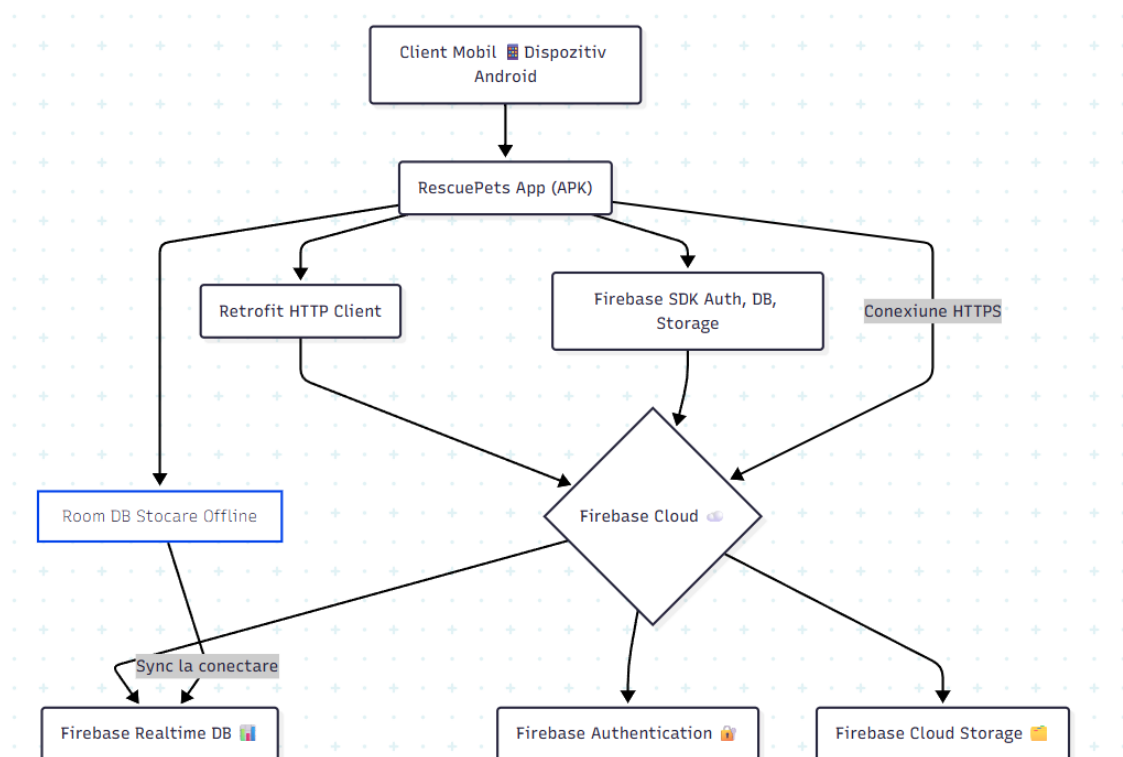 Client Mobil 📱 Dispozitiv
Android
RescuePets App (APK)
Retrofit HTTP Client
Firebase SDK Auth, DB,
Storage
Conexiune HTTPS
Room DB Stocare Offline
Firebase Cloud ☁️
Sync la conectare
Firebase Realtime DB 📊
Firebase Authentication 🔐
Firebase Cloud Storage 🗂️